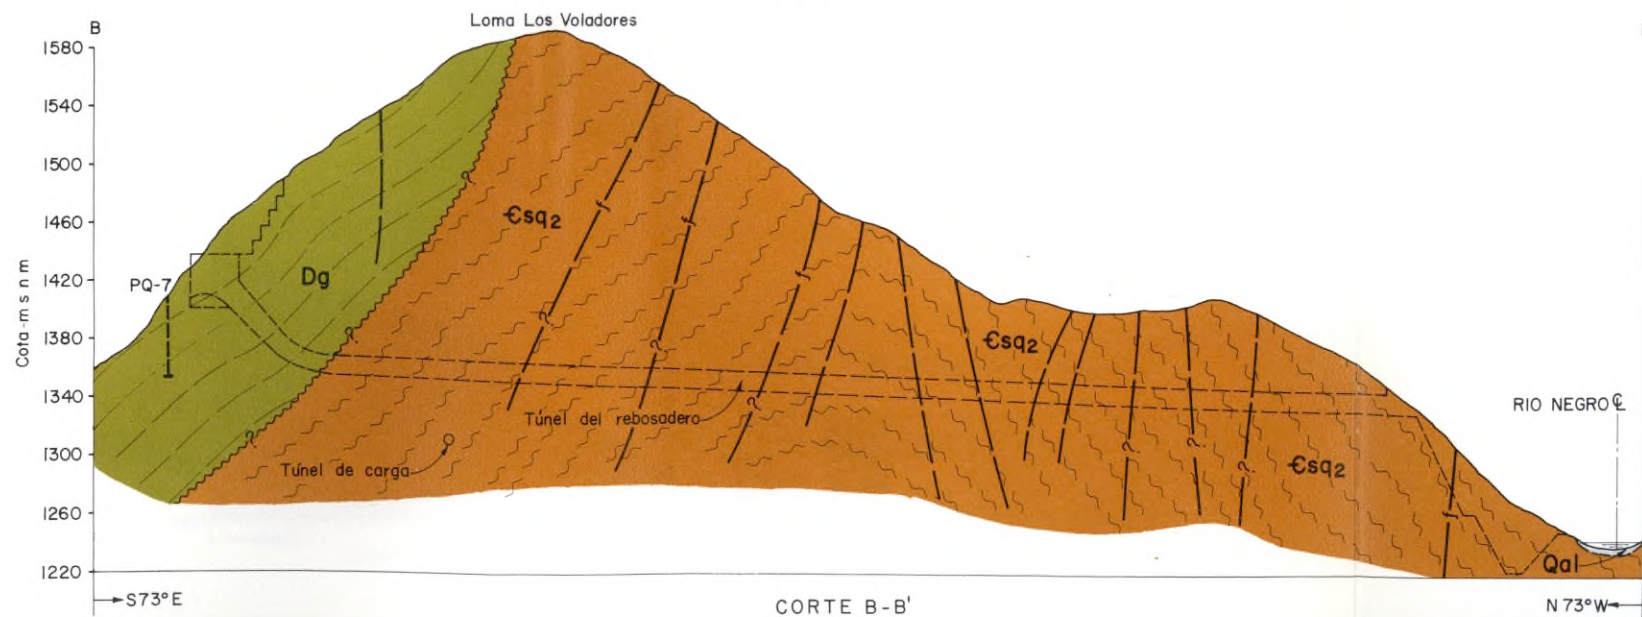 Loma Los Voladores
B
1580
1540
1500
1460
1420
1380
1340
1300
1260
1220
Cota-m s n m
PQ-7
Dg
Єsq2
f
f
f
?
?
?
?
?
?
Єsq2
Túnel del rebosadero
Túnel de carga
Єsq2
?
?
?
f
RIO NEGRO ℄
Qal
S73°E
CORTE B-B'
N 73°W